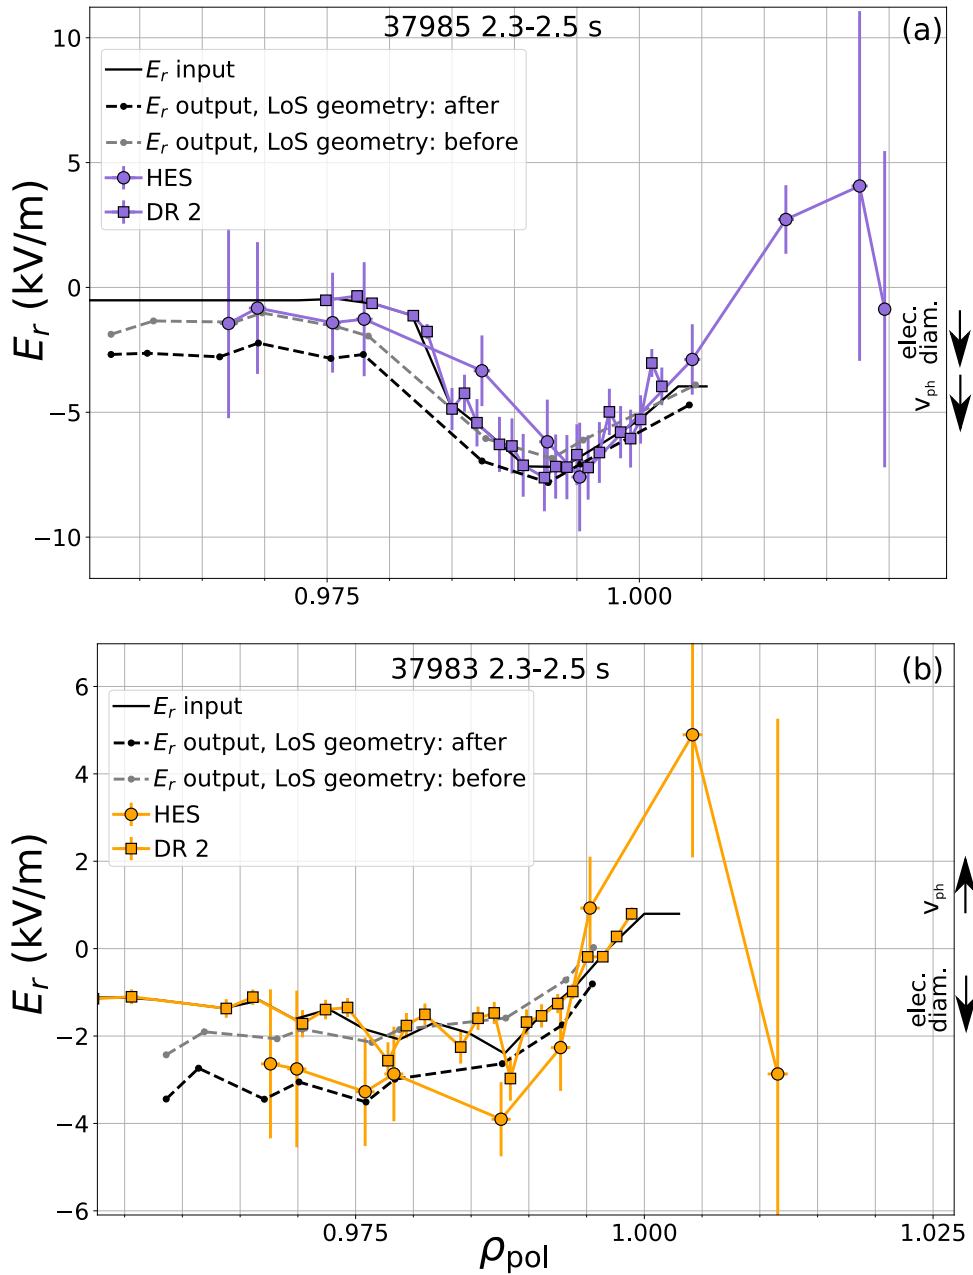 37985 2.3-2.5 s
(a)
E_r input
E_r output, LoS geometry: after
E_r output, LoS geometry: before
HES
DR 2
10
5
0
−5
−10
E_r (kV/m)
elec.
diam.
v_ph
0.975
1.000
37983 2.3-2.5 s
(b)
E_r input
E_r output, LoS geometry: after
E_r output, LoS geometry: before
HES
DR 2
6
4
2
0
−2
−4
−6
E_r (kV/m)
v_ph
elec.
diam.
0.975
1.000
1.025
ρ_pol